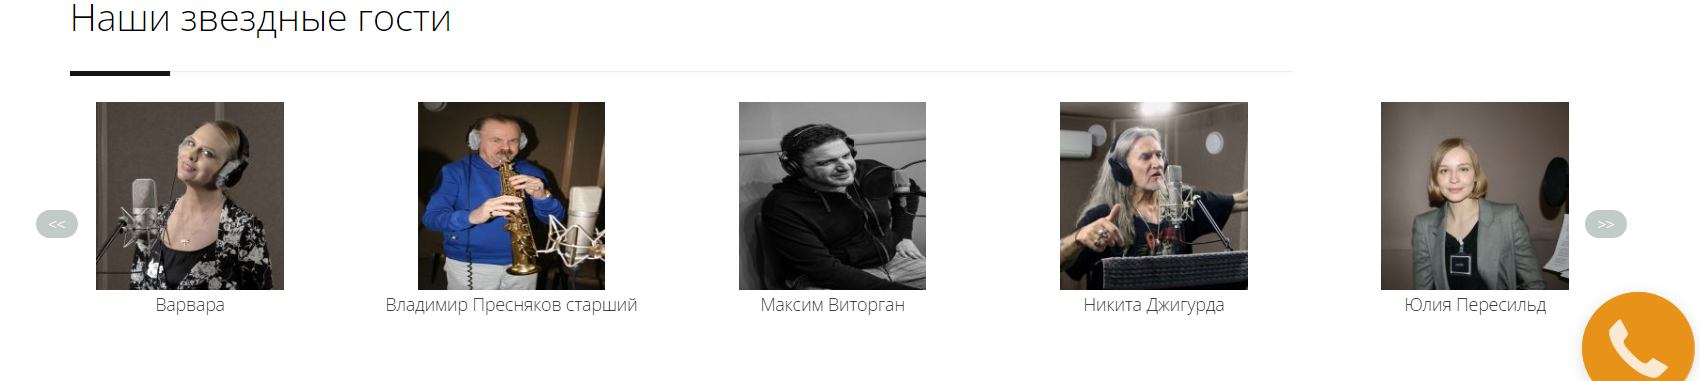 Наши звездные гости
<<
>>
Варвара
Владимир Пресняков старший
Максим Виторган
Никита Джигурда
Юлия Пересильд